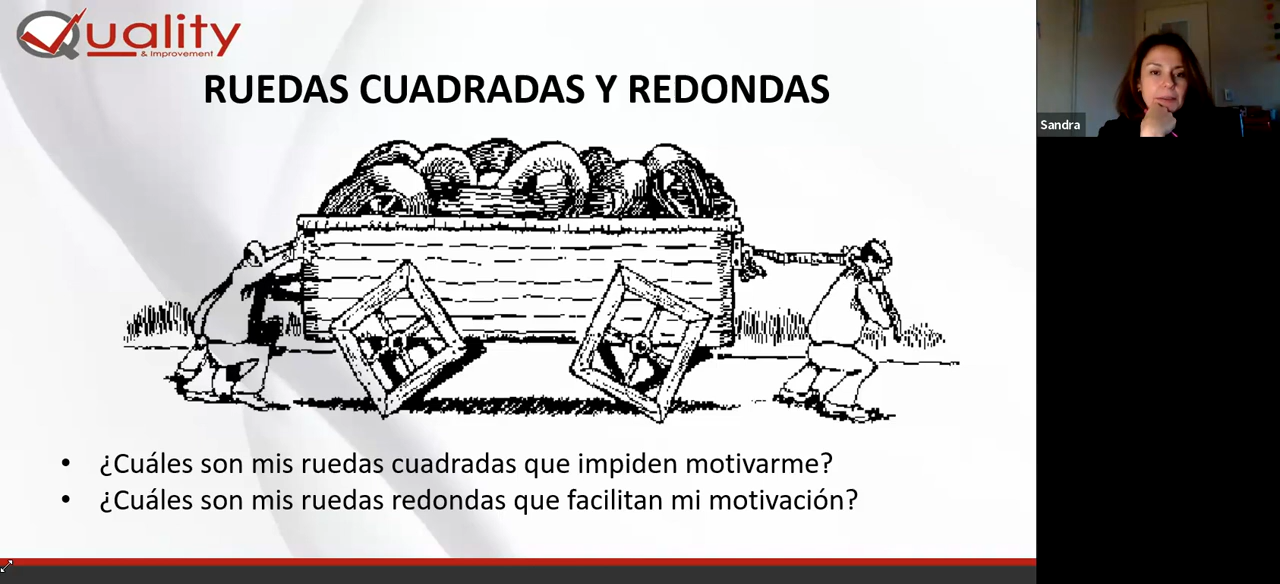 Quality
& Improvement
RUEDAS CUADRADAS Y REDONDAS
Sandra
• ¿Cuáles son mis ruedas cuadradas que impiden motivarme?
• ¿Cuáles son mis ruedas redondas que facilitan mi motivación?